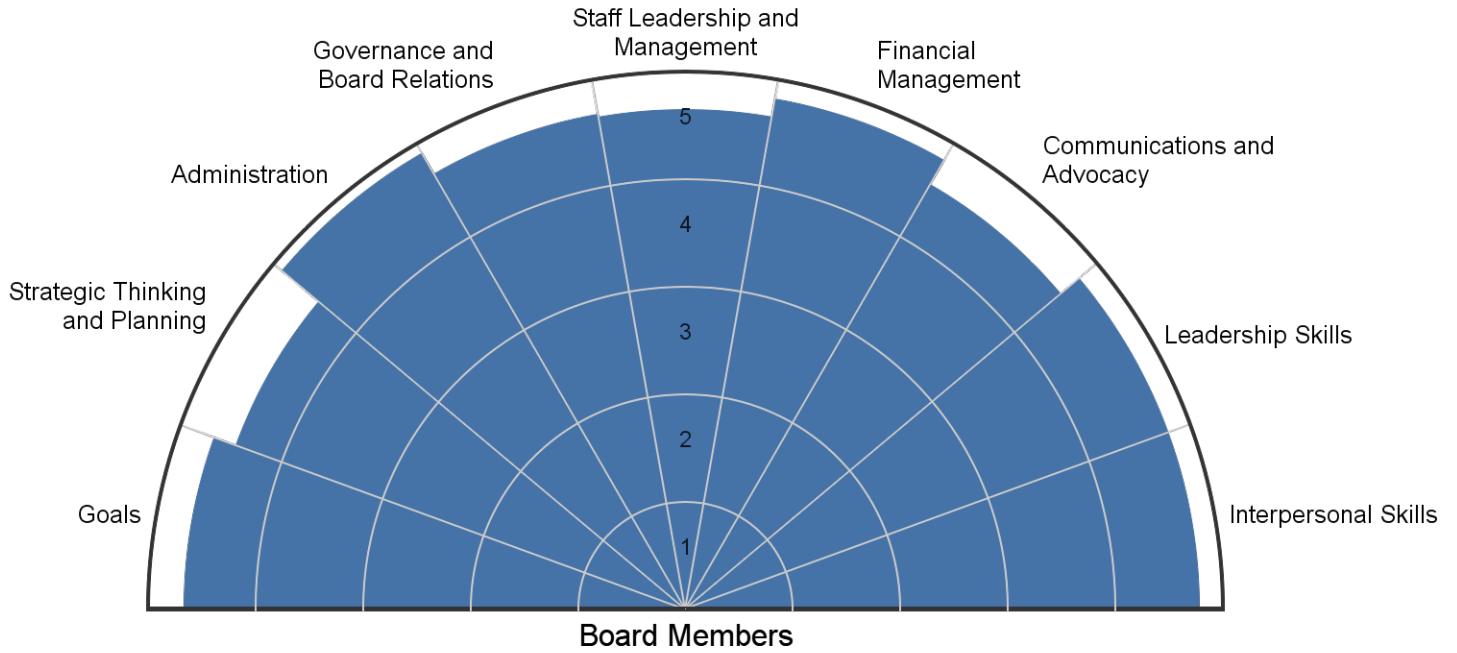 Staff Leadership and
Management
Governance and
Board Relations
Financial
Management
Administration
Communications and
Advocacy
Strategic Thinking
and Planning
Leadership Skills
Goals
Interpersonal Skills
5
4
3
2
1
Board Members